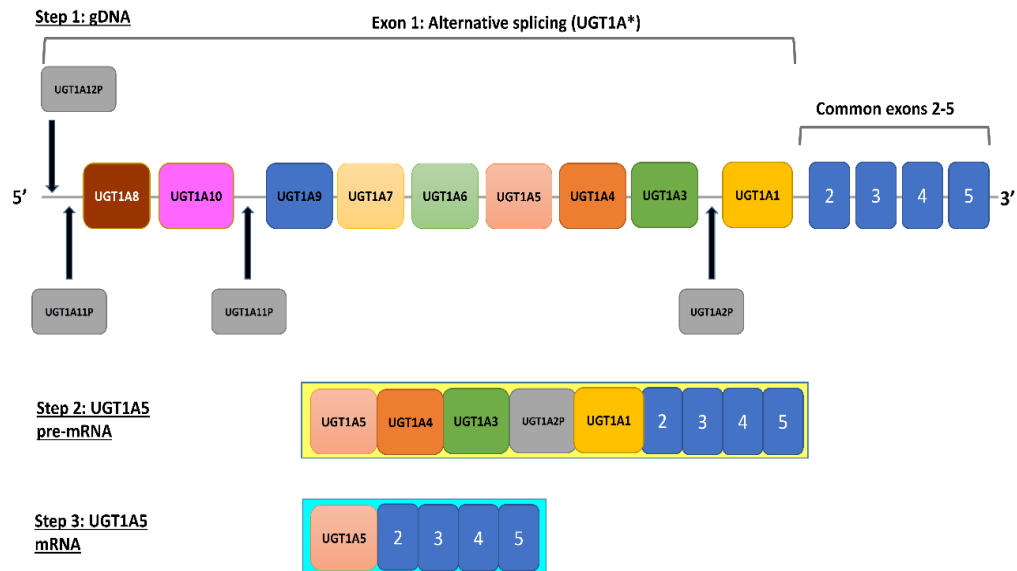 Step 1: gDNA
Exon 1: Alternative splicing (UGT1A*)
UGT1A12P
Common exons 2-5
5’
UGT1A8
UGT1A10
UGT1A9
UGT1A7
UGT1A6
UGT1A5
UGT1A4
UGT1A3
UGT1A1
2
3
4
5
3’
UGT1A11P
UGT1A11P
UGT1A2P
Step 2: UGT1A5
pre-mRNA
UGT1A5
UGT1A4
UGT1A3
UGT1A2P
UGT1A1
2
3
4
5
Step 3: UGT1A5
mRNA
UGT1A5
2
3
4
5